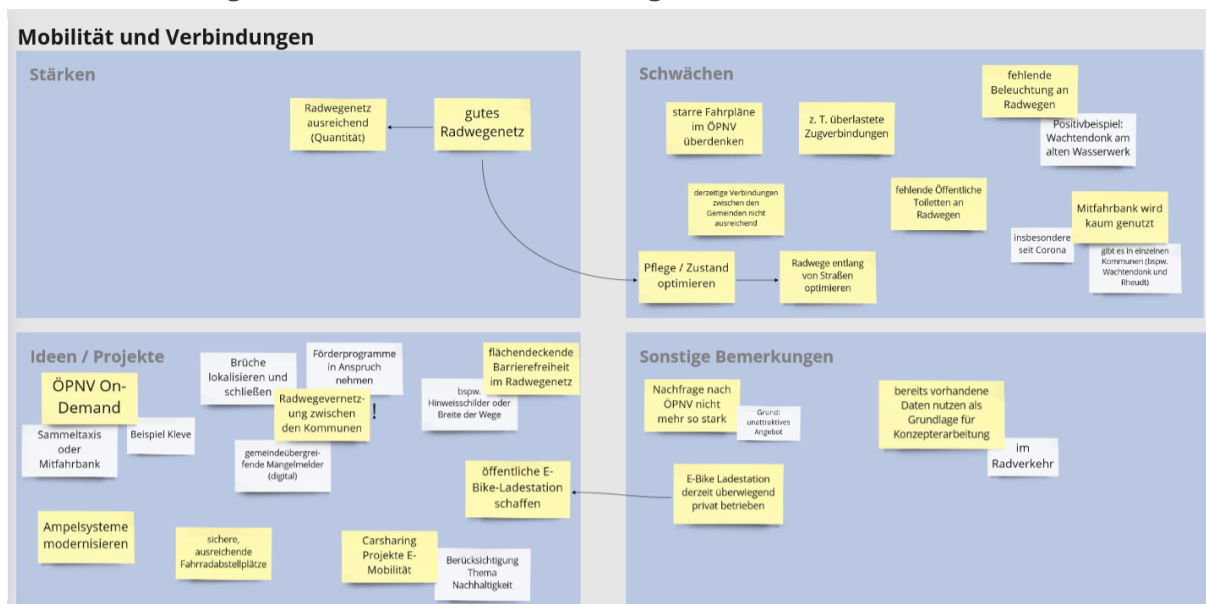 Mobilität und Verbindungen
Stärken
Radwegenetz
ausreichend
(Quantität)
gutes
Radwegenetz
Schwächen
starre Fahrpläne
im ÖPNV
überdenken
z. T. überlastete
Zugverbindungen
fehlende
Beleuchtung an
Radwegen
Positivbeispiel:
Wachtendonk am
alten Wasserwerk
derzeitige Verbindungen
zwischen den
Gemeinden nicht
ausreichend
fehlende Öffentliche
Toiletten an
Radwegen
Mitfahrbank wird
kaum genutzt
insbesondere
seit Corona
gibt es in einzelnen
Kommunen (bspw.
Wachtendonk und
Rheudt)
Pflege / Zustand
optimieren
Radwege entlang
von Straßen
optimieren
Ideen / Projekte
ÖPNV On-
Demand
Sammeltaxis
oder
Mitfahrbank
Beispiel Kleve
Brüche
lokalisieren und
schließen
Förderprogramme
in Anspruch
nehmen
Radwegevernetz-
ung zwischen
den Kommunen
!
gemeindeübergrei-
fende Mängelmelder
(digital)
flächendeckende
Barrierefreiheit
im Radwegenetz
bspw.
Hinweisschilder oder
Breite der Wege
öffentliche E-
Bike-Ladestation
schaffen
Ampelsysteme
modernisieren
sichere,
ausreichende
Fahrradabstellplätze
Carsharing
Projekte E-
Mobilität
Berücksichtigung
Thema
Nachhaltigkeit
Sonstige Bemerkungen
Nachfrage nach
ÖPNV nicht
mehr so stark
Grund:
unattraktives
Angebot
bereits vorhandene
Daten nutzen als
Grundlage für
Konzepterarbeitung
im
Radverkehr
E-Bike Ladestation
derzeit überwiegend
privat betrieben